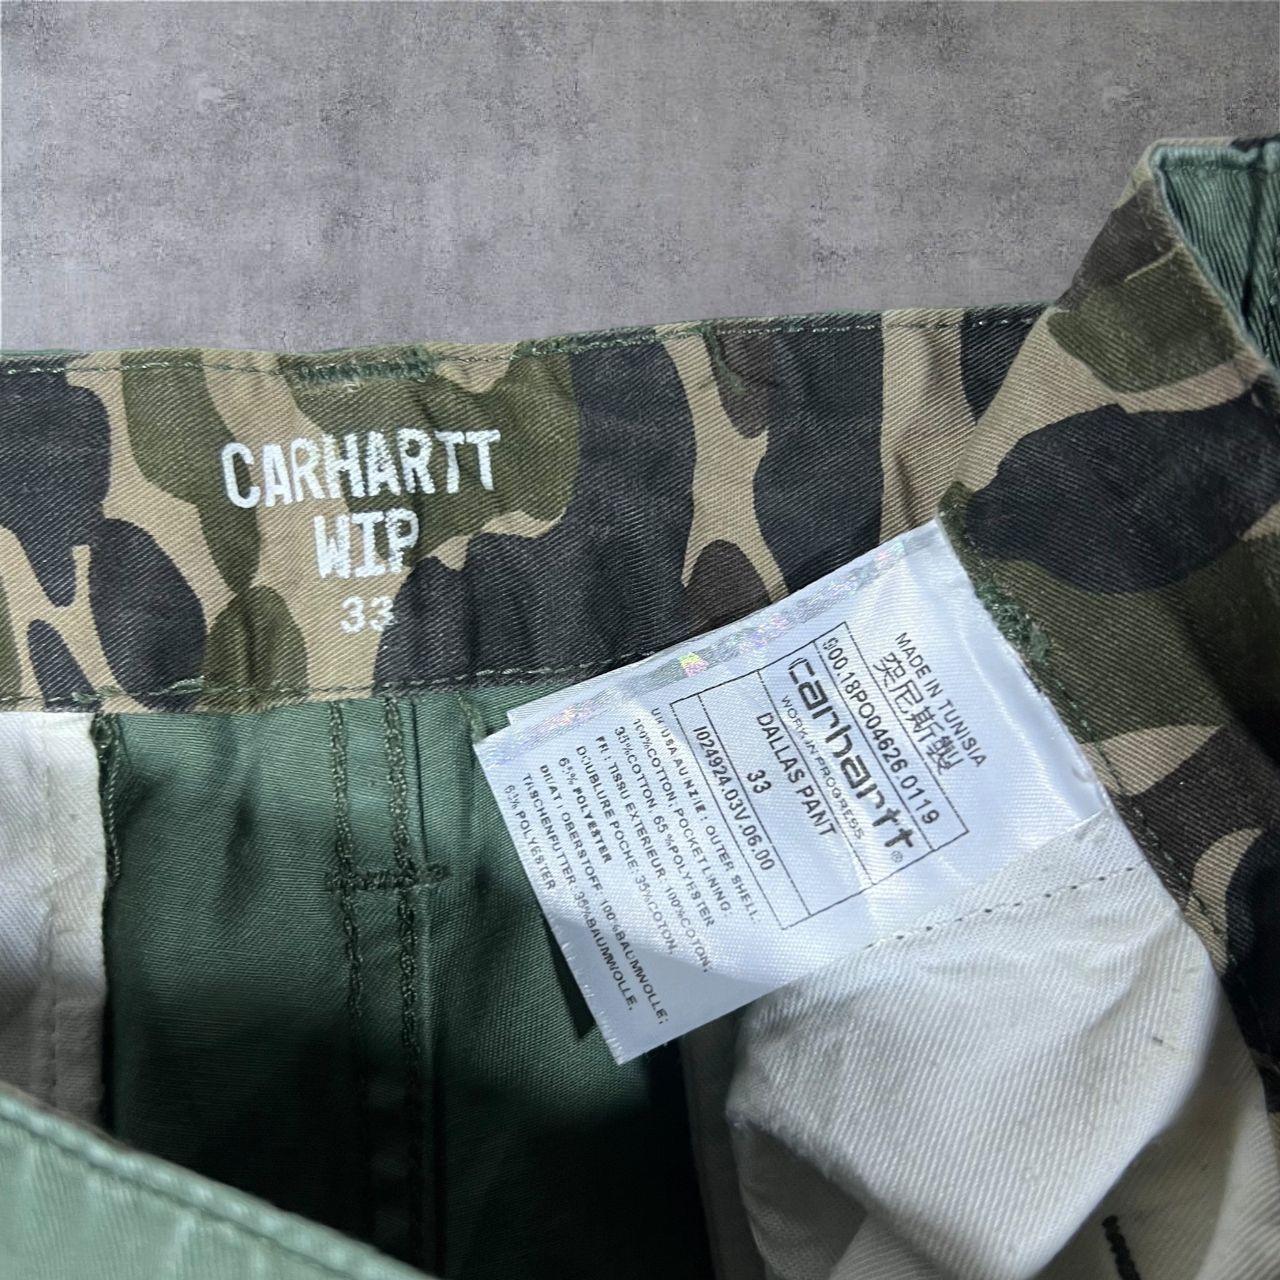 CARHARTT
WIP
33
MADE IN TUNISIA
突尼斯製
900.18PO04626.0119
carhartt®
WORK IN PROGRESS
DALLAS PANT
33
I024924.03V.06.00
UK/USA/AU/NZ/IE: OUTER SHELL:
100%COTTON; POCKET LINING:
35%COTTON, 65%POLYESTER
FR: TISSU EXTERIEUR: 100%COTON;
DOUBLURE POCHE: 35%COTON,
65% POLYESTER
DE/AT: OBERSTOFF: 100%BAUMWOLLE;
TASCHENFUTTER: 35%BAUMWOLLE,
65%POLYESTER